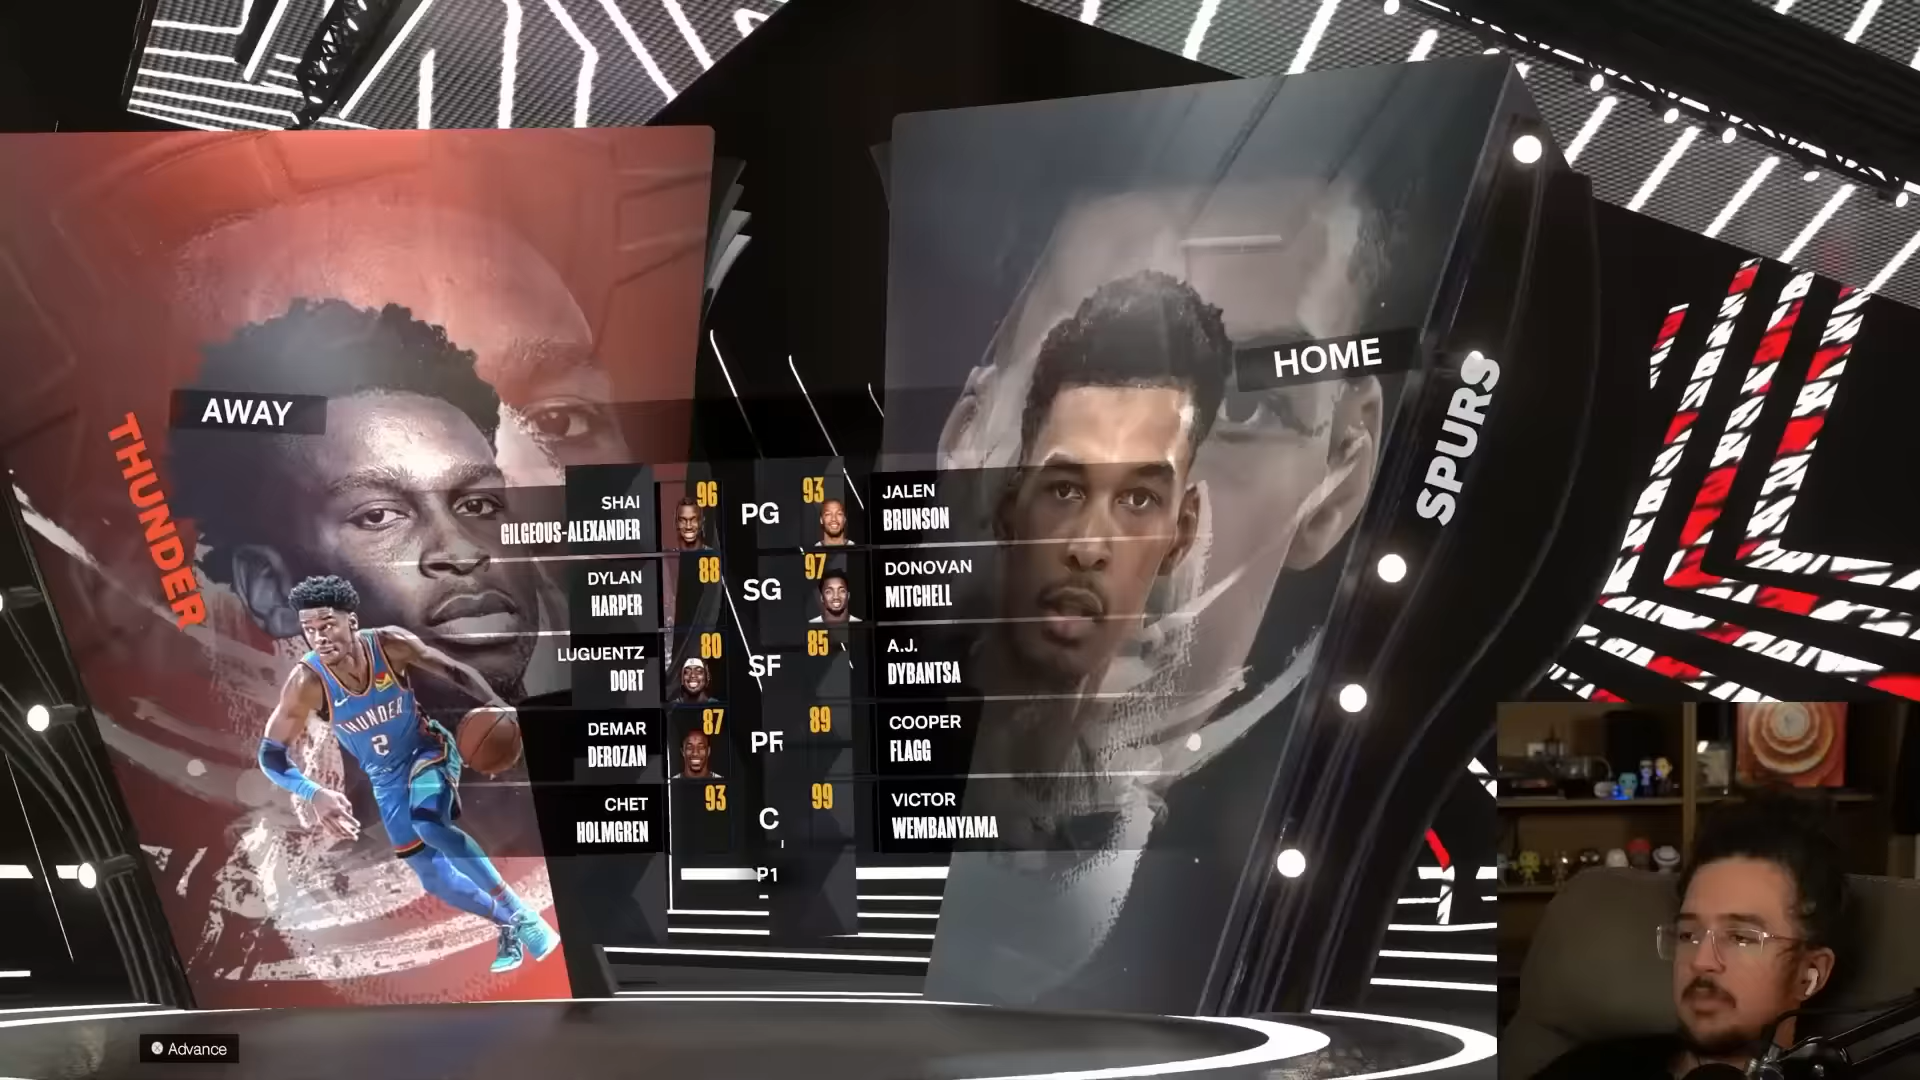 AWAY
THUNDER
HOME
SPURS
SHAI
GILGEOUS-ALEXANDER
96
PG
93
JALEN
BRUNSON
DYLAN
HARPER
88
SG
97
DONOVAN
MITCHELL
LUGUENTZ
DORT
80
SF
85
A.J.
DYBANTSA
DEMAR
DEROZAN
87
PF
89
COOPER
FLAGG
CHET
HOLMGREN
93
C
99
VICTOR
WEMBANYAMA
P1
THUNDER
2
Advance